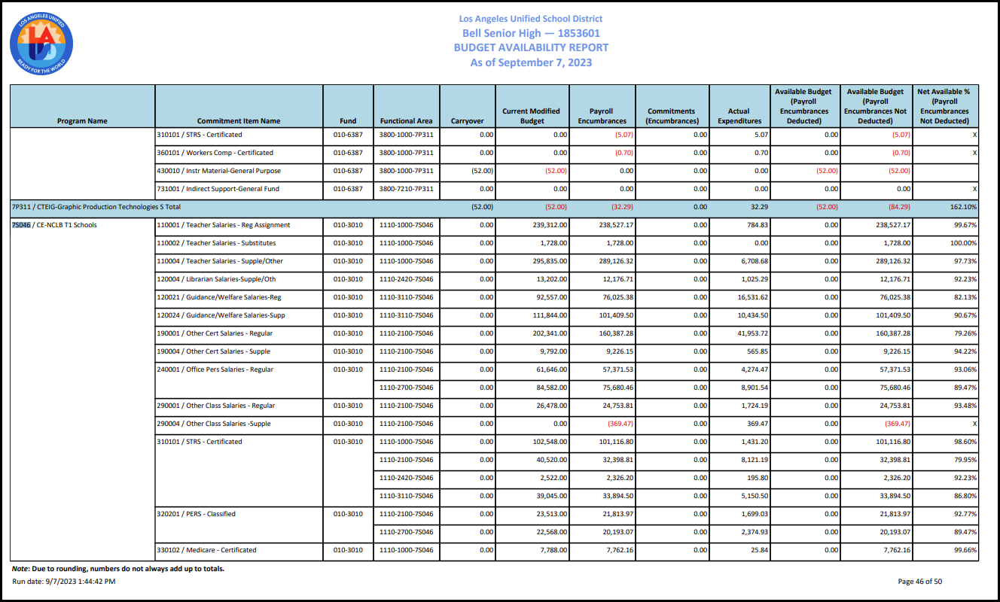 LOS ANGELES UNIFIED
LAUSD
READY FOR THE WORLD
Los Angeles Unified School District
Bell Senior High — 1853601
BUDGET AVAILABILITY REPORT
As of September 7, 2023
Program Name Commitment Item Name Fund Functional Area Carryover Current Modified Budget Payroll Encumbrances Commitments (Encumbrances) Actual Expenditures Available Budget (Payroll Encumbrances Deducted) Available Budget (Payroll Encumbrances Not Deducted) Net Available % (Payroll Encumbrances Not Deducted)
310101 / STRS - Certificated 010-6387 3800-1000-7P311 0.00 0.00 (5.07) 0.00 5.07 0.00 (5.07) X
360101 / Workers Comp - Certificated 010-6387 3800-1000-7P311 0.00 0.00 (0.70) 0.00 0.70 0.00 (0.70) X
430010 / Instr Material-General Purpose 010-6387 3800-1000-7P311 (52.00) (52.00) 0.00 0.00 0.00 (52.00) (52.00)
731001 / Indirect Support-General Fund 010-6387 3800-7210-7P311 0.00 0.00 0.00 0.00 0.00 0.00 0.00 X
7P311 / CTEIG-Graphic Production Technologies S Total (52.00) (52.00) (32.29) 0.00 32.29 (52.00) (84.29) 162.10%
7S046 / CE-NCLB T1 Schools 110001 / Teacher Salaries - Reg Assignment 010-3010 1110-1000-7S046 0.00 239,312.00 238,527.17 0.00 784.83 0.00 238,527.17 99.67%
110002 / Teacher Salaries - Substitutes 010-3010 1110-1000-7S046 0.00 1,728.00 1,728.00 0.00 0.00 0.00 1,728.00 100.00%
110004 / Teacher Salaries - Supple/Other 010-3010 1110-1000-7S046 0.00 295,835.00 289,126.32 0.00 6,708.68 0.00 289,126.32 97.73%
120004 / Librarian Salaries-Supple/Oth 010-3010 1110-2420-7S046 0.00 13,202.00 12,176.71 0.00 1,025.29 0.00 12,176.71 92.23%
120021 / Guidance/Welfare Salaries-Reg 010-3010 1110-3110-7S046 0.00 92,557.00 76,025.38 0.00 16,531.62 0.00 76,025.38 82.13%
120024 / Guidance/Welfare Salaries-Supp 010-3010 1110-3110-7S046 0.00 111,844.00 101,409.50 0.00 10,434.50 0.00 101,409.50 90.67%
190001 / Other Cert Salaries - Regular 010-3010 1110-2100-7S046 0.00 202,341.00 160,387.28 0.00 41,953.72 0.00 160,387.28 79.26%
190004 / Other Cert Salaries - Supple 010-3010 1110-2100-7S046 0.00 9,792.00 9,226.15 0.00 565.85 0.00 9,226.15 94.22%
240001 / Office Pers Salaries - Regular 010-3010 1110-2100-7S046 0.00 61,646.00 57,371.53 0.00 4,274.47 0.00 57,371.53 93.06%
1110-2700-7S046 0.00 84,582.00 75,680.46 0.00 8,901.54 0.00 75,680.46 89.47%
290001 / Other Class Salaries - Regular 010-3010 1110-2100-7S046 0.00 26,478.00 24,753.81 0.00 1,724.19 0.00 24,753.81 93.48%
290004 / Other Class Salaries -Supple 010-3010 1110-2100-7S046 0.00 0.00 (369.47) 0.00 369.47 0.00 (369.47) X
310101 / STRS - Certificated 010-3010 1110-1000-7S046 0.00 102,548.00 101,116.80 0.00 1,431.20 0.00 101,116.80 98.60%
1110-2100-7S046 0.00 40,520.00 32,398.81 0.00 8,121.19 0.00 32,398.81 79.95%
1110-2420-7S046 0.00 2,522.00 2,326.20 0.00 195.80 0.00 2,326.20 92.23%
1110-3110-7S046 0.00 39,045.00 33,894.50 0.00 5,150.50 0.00 33,894.50 86.80%
320201 / PERS - Classified 010-3010 1110-2100-7S046 0.00 23,513.00 21,813.97 0.00 1,699.03 0.00 21,813.97 92.77%
1110-2700-7S046 0.00 22,568.00 20,193.07 0.00 2,374.93 0.00 20,193.07 89.47%
330102 / Medicare - Certificated 010-3010 1110-1000-7S046 0.00 7,788.00 7,762.16 0.00 25.84 0.00 7,762.16 99.66%
Note: Due to rounding, numbers do not always add up to totals.
Run date: 9/7/2023 1:44:42 PM Page 46 of 50